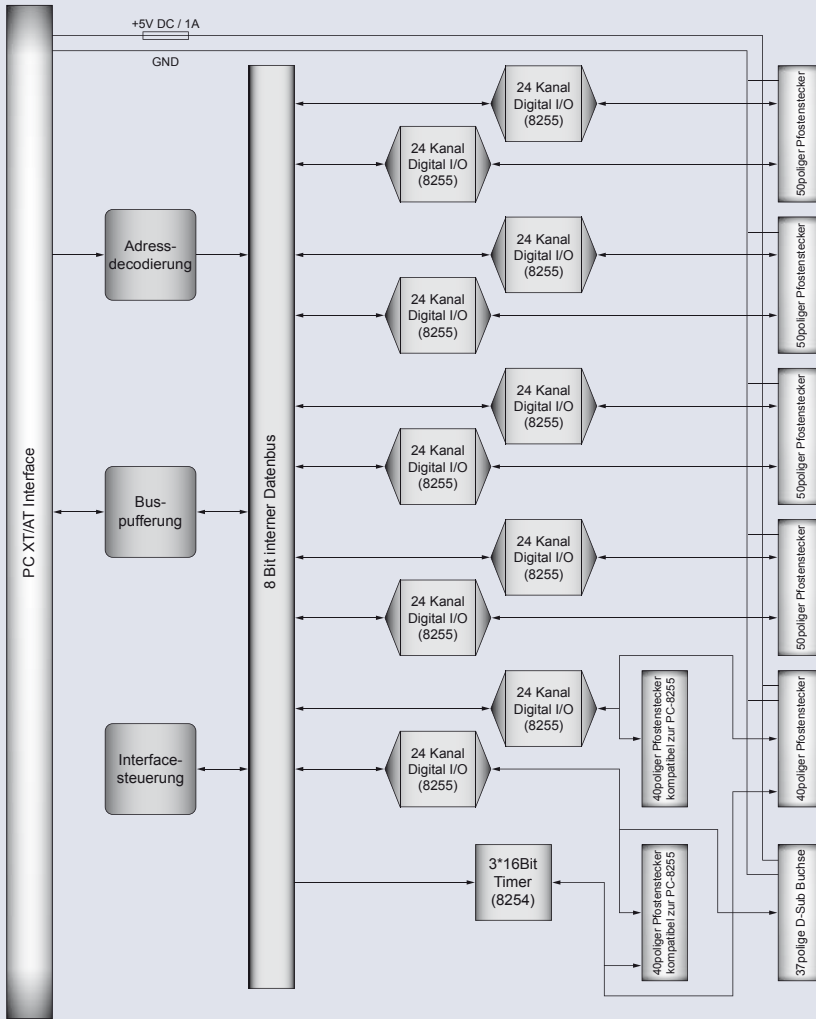 +5V DC / 1A
GND
PC XT/AT Interface
Adress-
decodierung
Bus-
pufferung
Interface-
steuerung
8 Bit interner Datenbus
24 Kanal
Digital I/O
(8255)
24 Kanal
Digital I/O
(8255)
50poliger Pfostenstecker
24 Kanal
Digital I/O
(8255)
24 Kanal
Digital I/O
(8255)
50poliger Pfostenstecker
24 Kanal
Digital I/O
(8255)
24 Kanal
Digital I/O
(8255)
50poliger Pfostenstecker
24 Kanal
Digital I/O
(8255)
24 Kanal
Digital I/O
(8255)
50poliger Pfostenstecker
24 Kanal
Digital I/O
(8255)
24 Kanal
Digital I/O
(8255)
40poliger Pfostenstecker
kompatibel zur PC-8255
40poliger Pfostenstecker
3*16Bit
Timer
(8254)
40poliger Pfostenstecker
kompatibel zur PC-8255
37polige D-Sub Buchse